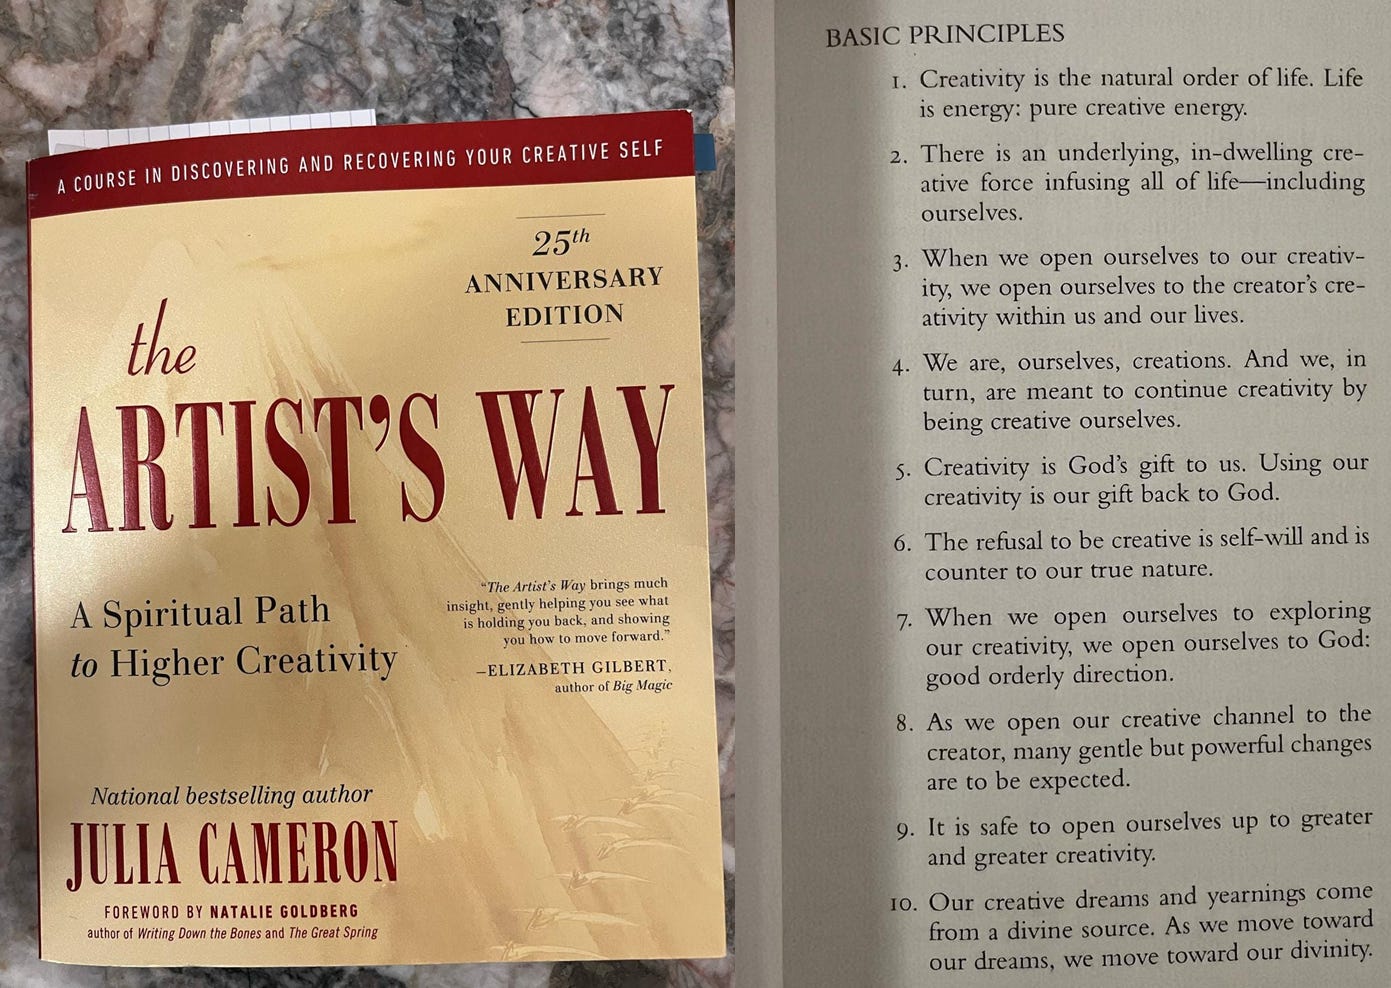 A COURSE IN DISCOVERING AND RECOVERING YOUR CREATIVE SELF
25th
ANNIVERSARY
EDITION
the
ARTIST'S WAY
A Spiritual Path
to Higher Creativity
"The Artist's Way brings much
insight, gently helping you see what
is holding you back, and showing
you how to move forward."
–ELIZABETH GILBERT,
author of Big Magic
National bestselling author
JULIA CAMERON
FOREWORD BY NATALIE GOLDBERG
author of Writing Down the Bones and The Great Spring
BASIC PRINCIPLES
1. Creativity is the natural order of life. Life
is energy: pure creative energy.
2. There is an underlying, in-dwelling cre-
ative force infusing all of life—including
ourselves.
3. When we open ourselves to our creativ-
ity, we open ourselves to the creator's cre-
ativity within us and our lives.
4. We are, ourselves, creations. And we, in
turn, are meant to continue creativity by
being creative ourselves.
5. Creativity is God's gift to us. Using our
creativity is our gift back to God.
6. The refusal to be creative is self-will and is
counter to our true nature.
7. When we open ourselves to exploring
our creativity, we open ourselves to God:
good orderly direction.
8. As we open our creative channel to the
creator, many gentle but powerful changes
are to be expected.
9. It is safe to open ourselves up to greater
and greater creativity.
10. Our creative dreams and yearnings come
from a divine source. As we move toward
our dreams, we move toward our divinity.